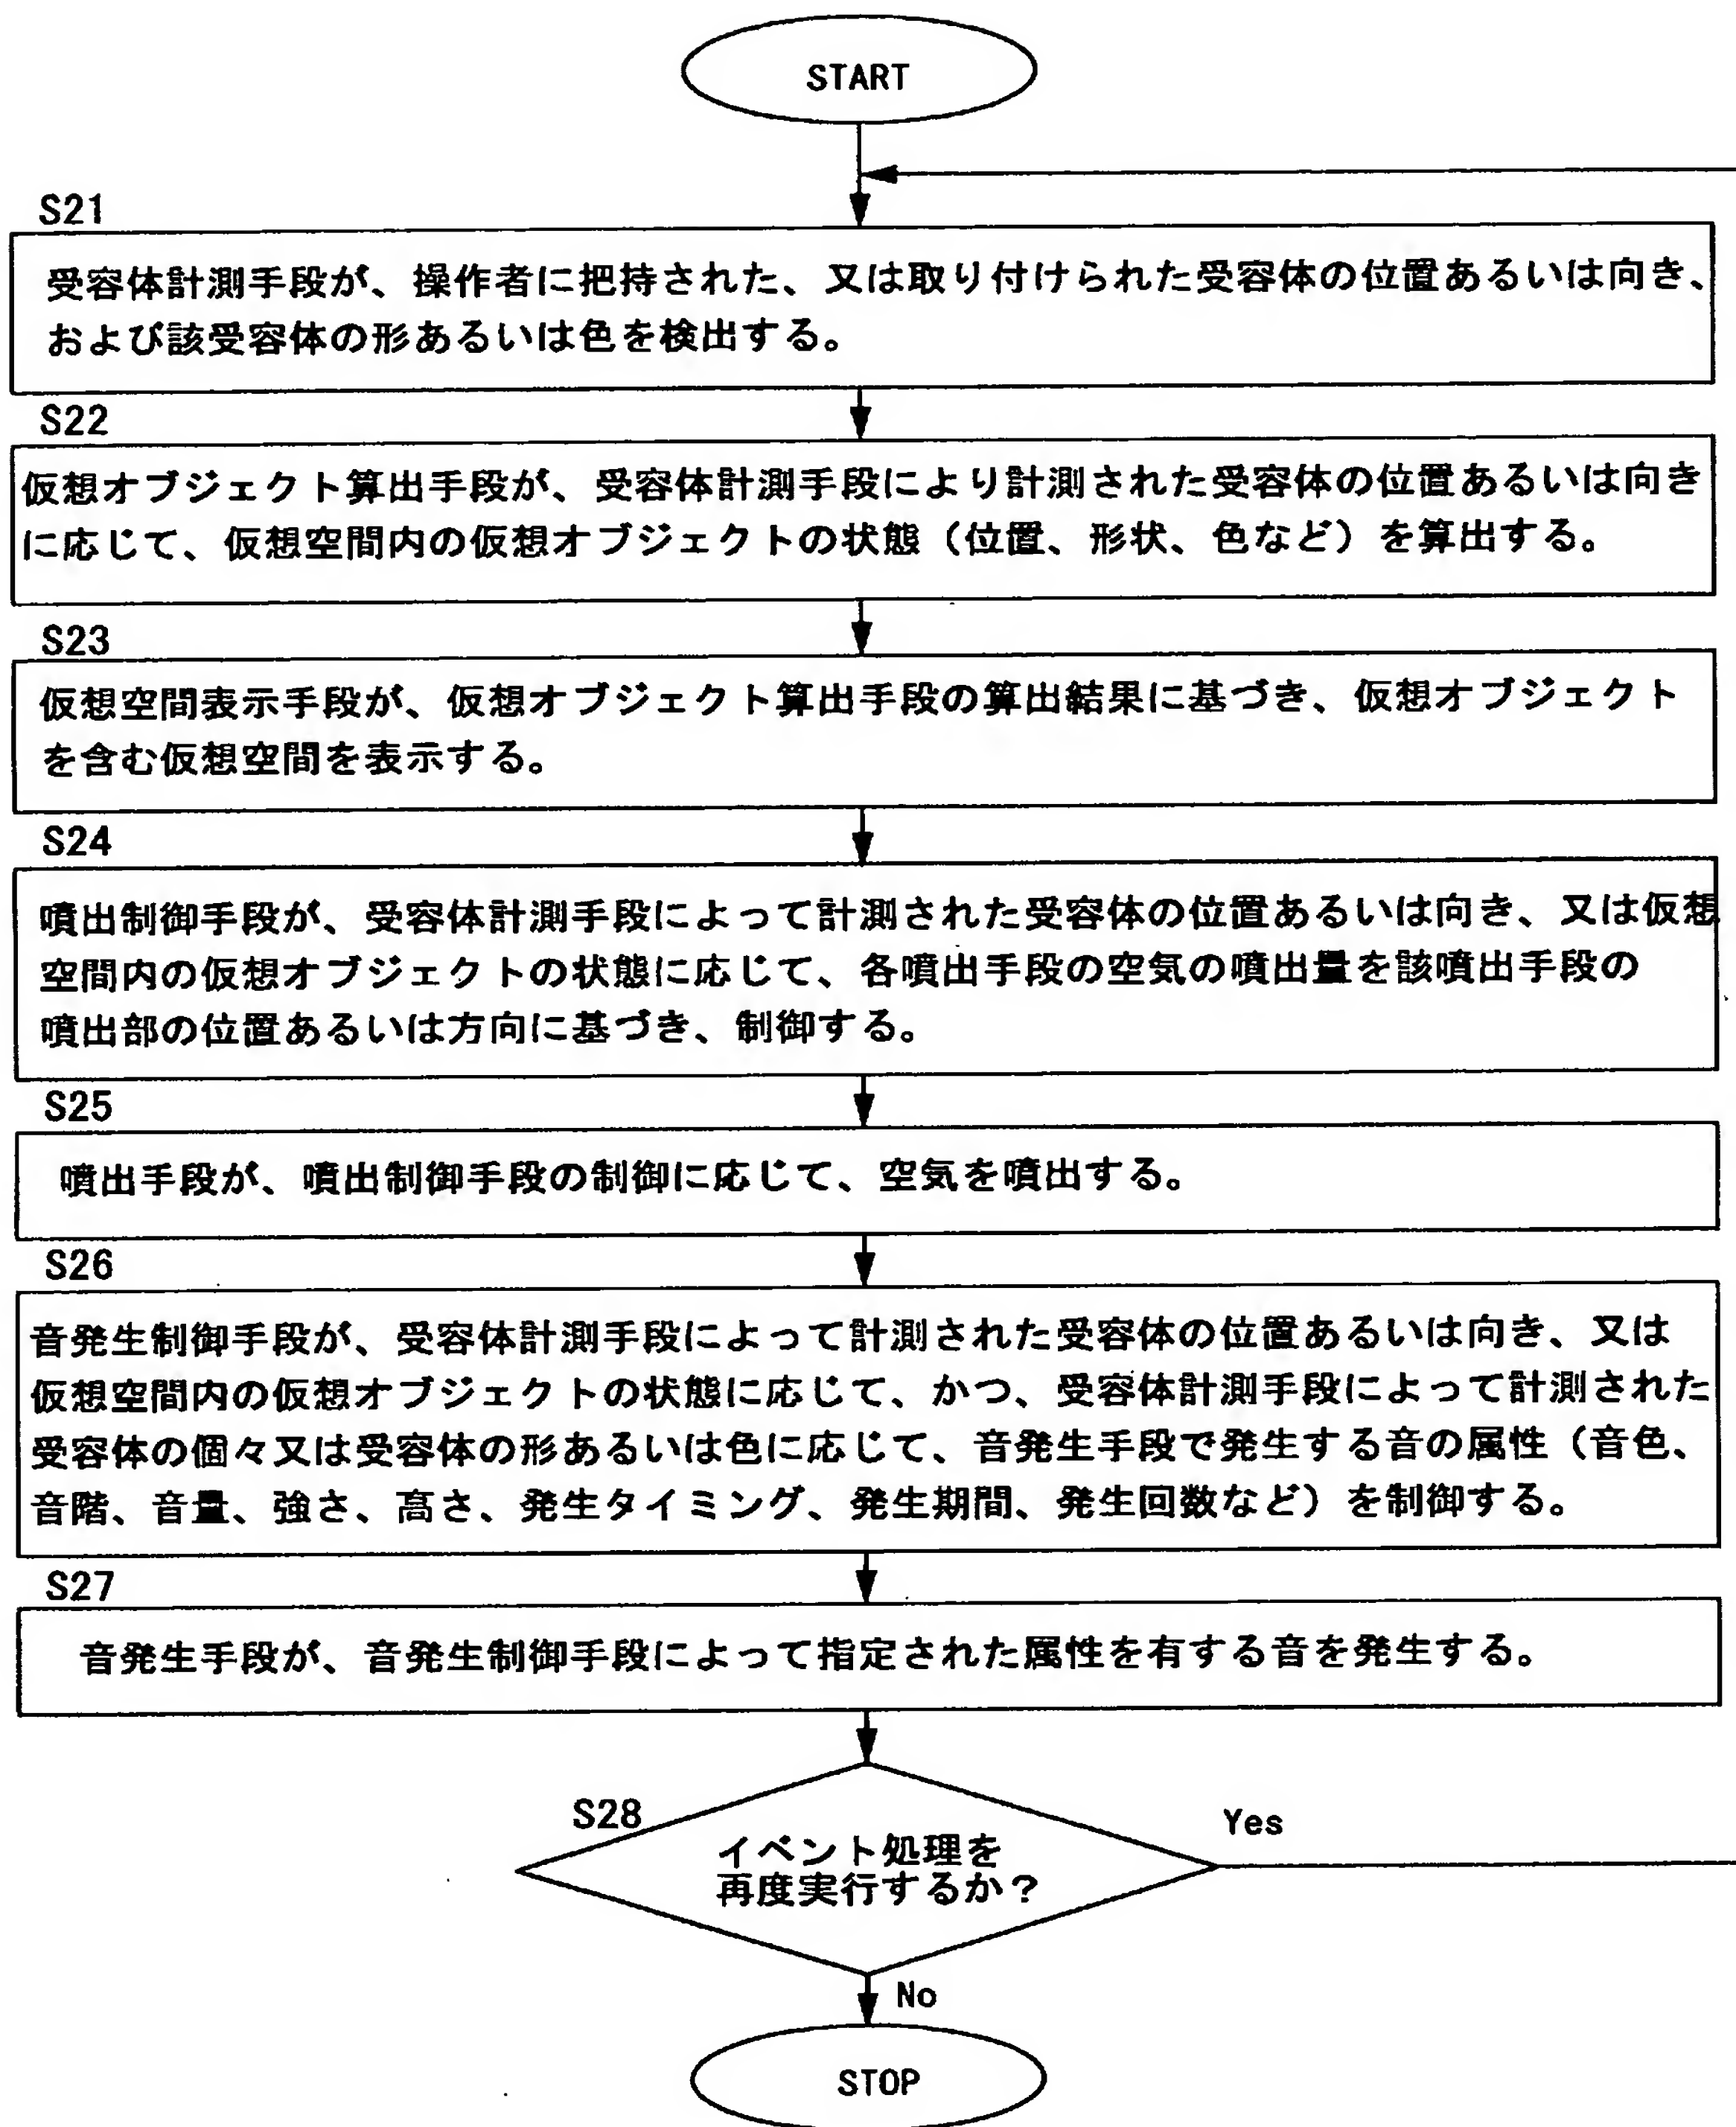 START
S21
受容体計測手段が、操作者に把持された、又は取り付けられた受容体の位置あるいは向き、
および該受容体の形あるいは色を検出する。
S22
仮想オブジェクト算出手段が、受容体計測手段により計測された受容体の位置あるいは向き
に応じて、仮想空間内の仮想オブジェクトの状態（位置、形状、色など）を算出する。
S23
仮想空間表示手段が、仮想オブジェクト算出手段の算出結果に基づき、仮想オブジェクト
を含む仮想空間を表示する。
S24
噴出制御手段が、受容体計測手段によって計測された受容体の位置あるいは向き、又は仮想
空間内の仮想オブジェクトの状態に応じて、各噴出手段の空気の噴出量を該噴出手段の
噴出部の位置あるいは方向に基づき、制御する。
S25
噴出手段が、噴出制御手段の制御に応じて、空気を噴出する。
S26
音発生制御手段が、受容体計測手段によって計測された受容体の位置あるいは向き、又は
仮想空間内の仮想オブジェクトの状態に応じて、かつ、受容体計測手段によって計測された
受容体の個々又は受容体の形あるいは色に応じて、音発生手段で発生する音の属性（音色、
音階、音量、強さ、高さ、発生タイミング、発生期間、発生回数など）を制御する。
S27
音発生手段が、音発生制御手段によって指定された属性を有する音を発生する。
S28
イベント処理を
再度実行するか？
Yes
No
STOP